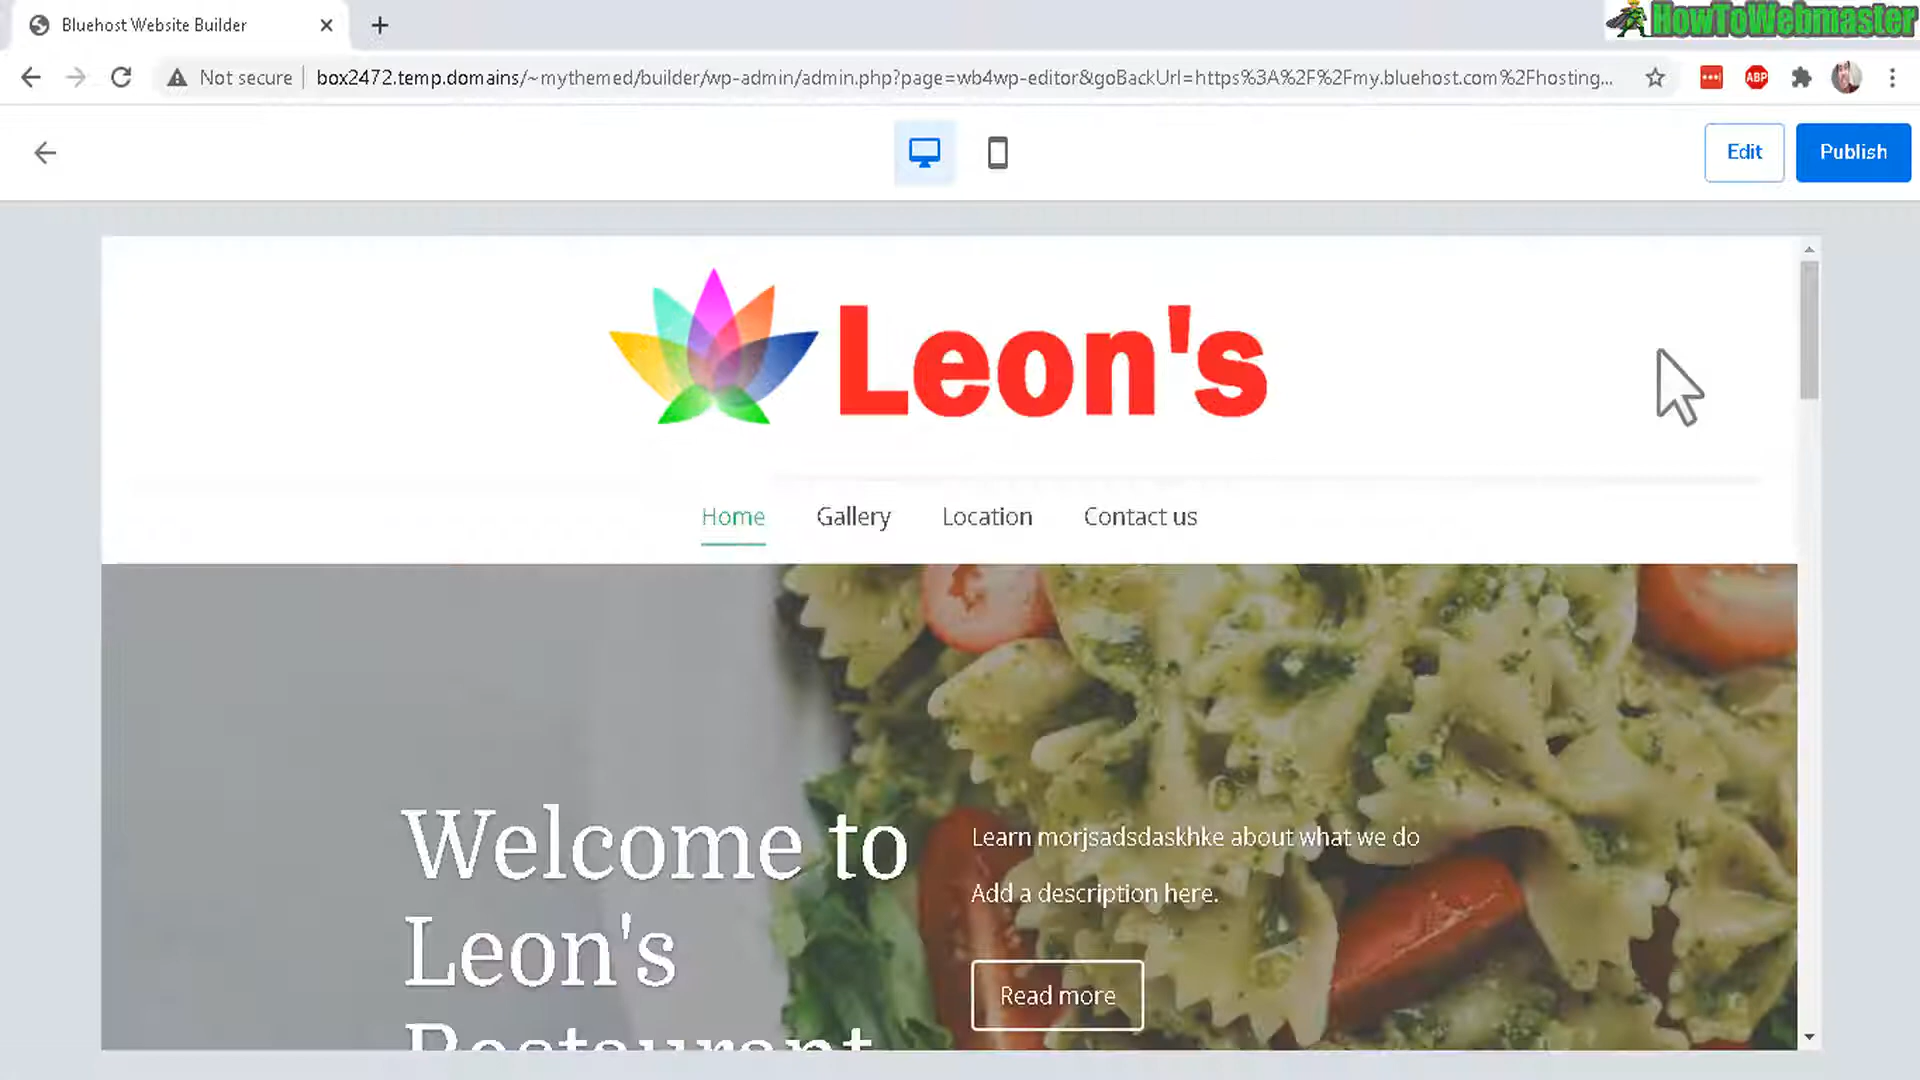 Bluehost Website Builder
HowToWebmaster
Not secure
box2472.temp.domains/~mythemed/builder/wp-admin/admin.php?page=wb4wp-editor&goBackUrl=https%3A%2F%2Fmy.bluehost.com%2Fhosting...
ABP
Edit
Publish
Leon's
Home
Gallery
Location
Contact us
Welcome to
Leon's
Restaurant
Learn morjsadsdaskhke about what we do
Add a description here.
Read more